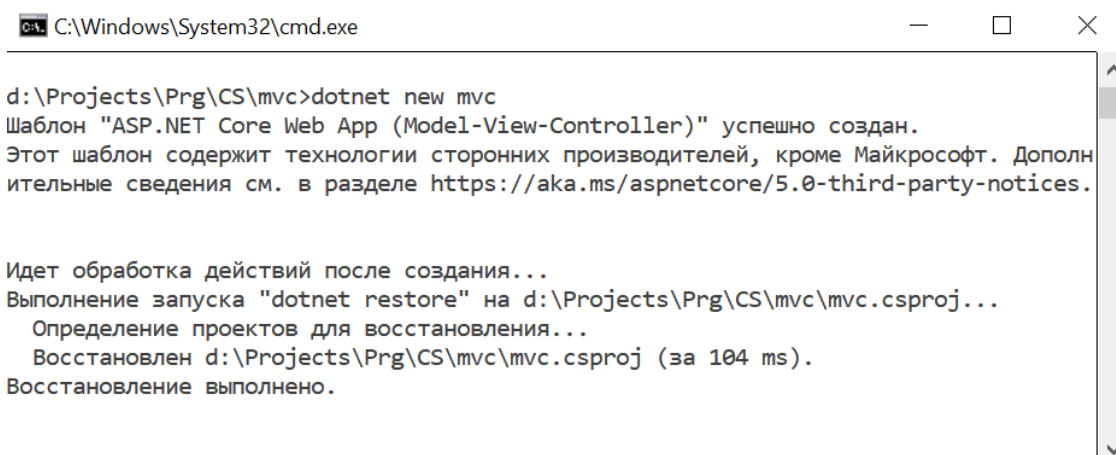 C:\Windows\System32\cmd.exe
d:\Projects\Prg\CS\mvc>dotnet new mvc
Шаблон "ASP.NET Core Web App (Model-View-Controller)" успешно создан.
Этот шаблон содержит технологии сторонних производителей, кроме Майкрософт. Дополн
ительные сведения см. в разделе https://aka.ms/aspnetcore/5.0-third-party-notices.
Идет обработка действий после создания...
Выполнение запуска "dotnet restore" на d:\Projects\Prg\CS\mvc\mvc.csproj...
Определение проектов для восстановления...
Восстановлен d:\Projects\Prg\CS\mvc\mvc.csproj (за 104 ms).
Восстановление выполнено.